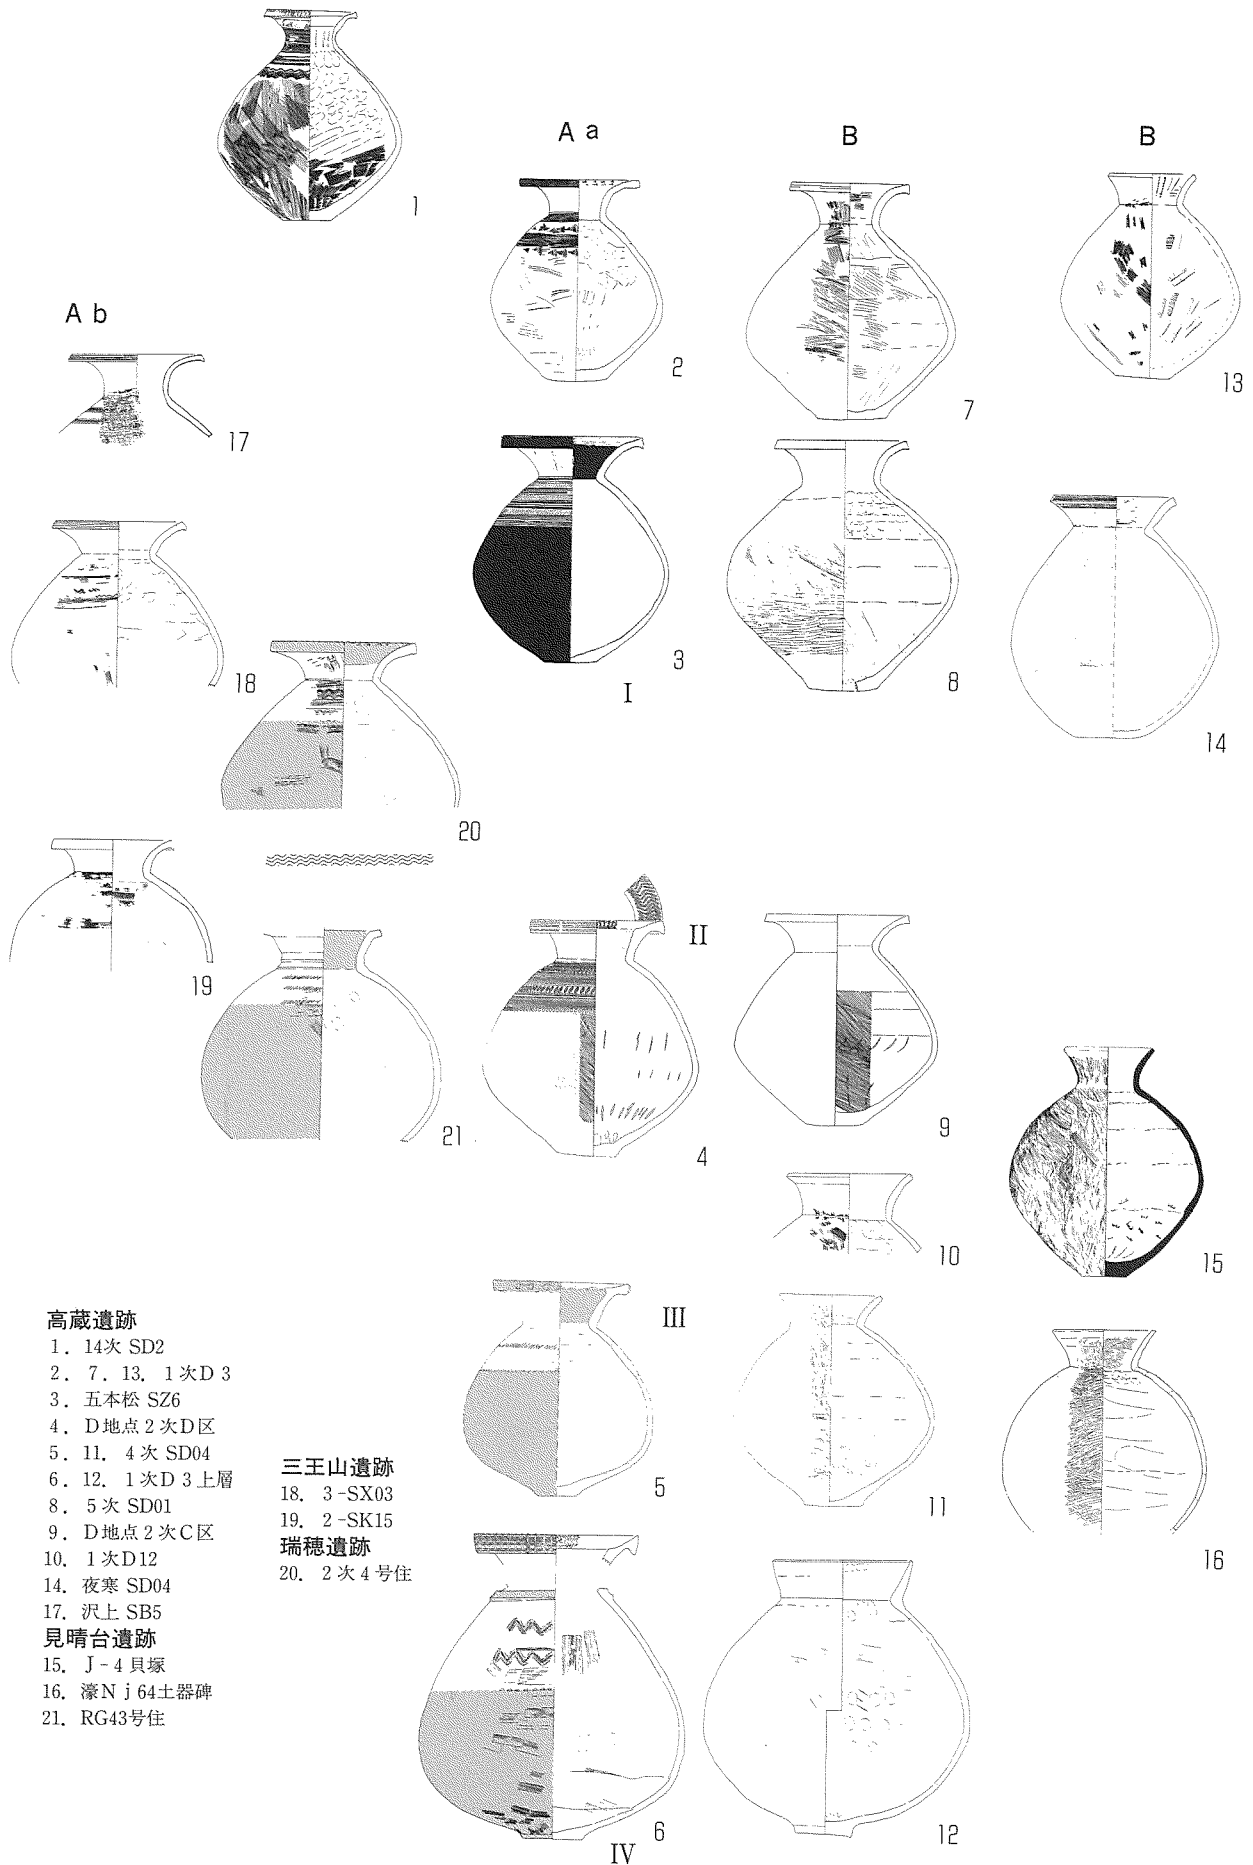 1
A a
B
B
2
7
13
A b
17
3
8
I
18
14
20
19
II
21
4
9
10
15
III
5
11
16
6
12
IV
高蔵遺跡
1. 14次 SD2
2. 7. 13. 1次D 3
3. 五本松 SZ6
4. D地点2次D区
5. 11. 4次 SD04
6. 12. 1次D 3上層
8. 5次 SD01
9. D地点2次C区
10. 1次D12
14. 夜寒 SD04
17. 沢上 SB5
見晴台遺跡
15. J-4貝塚
16. 濠Nj64土器碑
21. RG43号住
三王山遺跡
18. 3-SX03
19. 2-SK15
瑞穂遺跡
20. 2次4号住